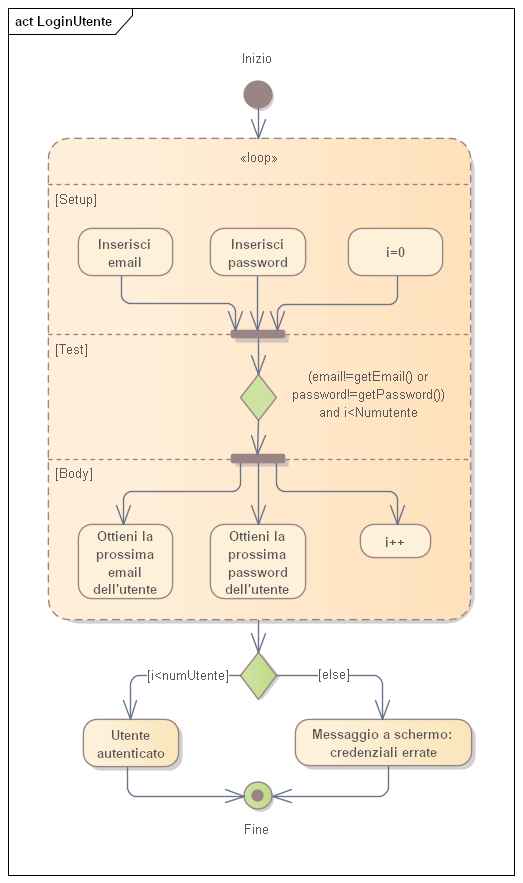 act LoginUtente
Inizio
«loop»
[Setup]
Inserisci
email
Inserisci
password
i=0
[Test]
(email!=getEmail() or
password!=getPassword())
and i<Numutente
[Body]
Ottieni la
prossima
email
dell'utente
Ottieni la
prossima
password
dell'utente
i++
[i<numUtente]
[else]
Utente
autenticato
Messaggio a schermo:
credenziali errate
Fine